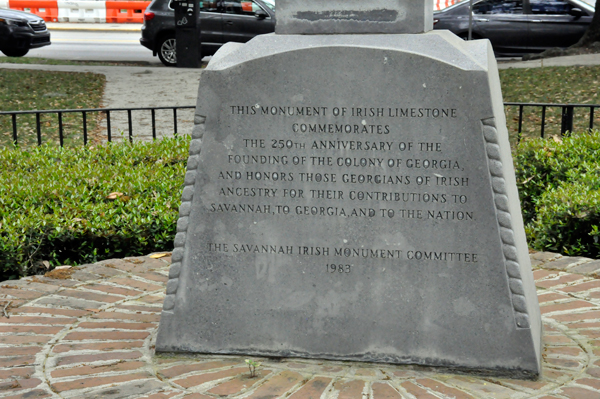 THIS MONUMENT OF IRISH LIMESTONE
COMMEMORATES
THE 250TH ANNIVERSARY OF THE
FOUNDING OF THE COLONY OF GEORGIA,
AND HONORS THOSE GEORGIANS OF IRISH
ANCESTRY FOR THEIR CONTRIBUTIONS TO
SAVANNAH, TO GEORGIA, AND TO THE NATION
THE SAVANNAH IRISH MONUMENT COMMITTEE
1983